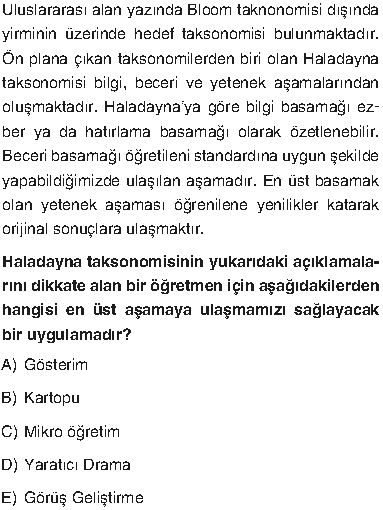 Uluslararası alan yazında Bloom taknonomisi dışında
yirminin üzerinde hedef taksonomisi bulunmaktadır.
Ön plana çıkan taksonomilerden biri olan Haladayna
taksonomisi bilgi, beceri ve yetenek aşamalarından
oluşmaktadır. Haladayna’ya göre bilgi basamağı ez-
ber ya da hatırlama basamağı olarak özetlenebilir.
Beceri basamağı öğretileni standardına uygun şekilde
yapabildiğimizde ulaşılan aşamadır. En üst basamak
olan yetenek aşaması öğrenilene yenilikler katarak
orijinal sonuçlara ulaşmaktır.
Haladayna taksonomisinin yukarıdaki açıklamala-
rını dikkate alan bir öğretmen için aşağıdakilerden
hangisi en üst aşamaya ulaşmamızı sağlayacak
bir uygulamadır?
A) Gösterim
B) Kartopu
C) Mikro öğretim
D) Yaratıcı Drama
E) Görüş Geliştirme